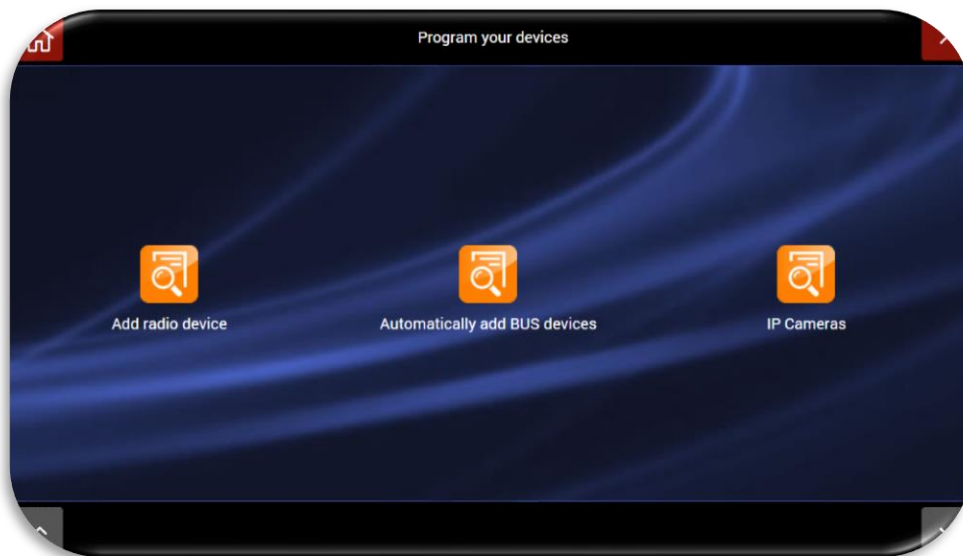 Program your devices
Add radio device
Automatically add BUS devices
IP Cameras